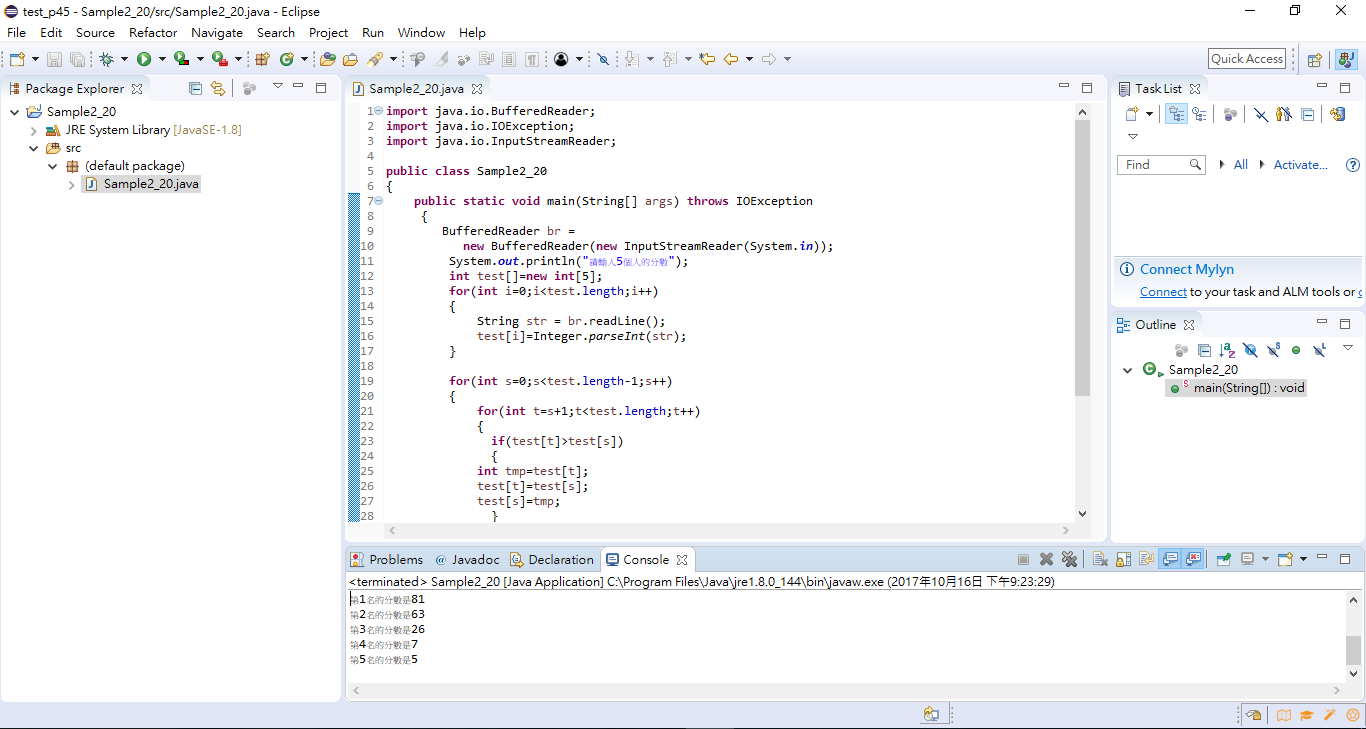 test_p45 - Sample2_20/src/Sample2_20.java - Eclipse
File Edit Source Refactor Navigate Search Project Run Window Help
Quick Access
Package Explorer
Sample2_20
JRE System Library [JavaSE-1.8]
src
(default package)
Sample2_20.java
Sample2_20.java
1 import java.io.BufferedReader;
2 import java.io.IOException;
3 import java.io.InputStreamReader;
4
5 public class Sample2_20
6 {
7 public static void main(String[] args) throws IOException
8 {
9 BufferedReader br =
10 new BufferedReader(new InputStreamReader(System.in));
11 System.out.println("請輸入5個人的分數");
12 int test[]=new int[5];
13 for(int i=0;i<test.length;i++)
14 {
15 String str = br.readLine();
16 test[i]=Integer.parseInt(str);
17 }
18
19 for(int s=0;s<test.length-1;s++)
20 {
21 for(int t=s+1;t<test.length;t++)
22 {
23 if(test[t]>test[s])
24 {
25 int tmp=test[t];
26 test[t]=test[s];
27 test[s]=tmp;
28 }
Task List
Find All Activate...
Connect Mylyn
Connect to your task and ALM tools or
Outline
Sample2_20
main(String[]) : void
Problems @ Javadoc Declaration Console
<terminated> Sample2_20 [Java Application] C:\Program Files\Java\jre1.8.0_144\bin\javaw.exe (2017年10月16日 下午9:23:29)
第1名的分數是81
第2名的分數是63
第3名的分數是26
第4名的分數是7
第5名的分數是5